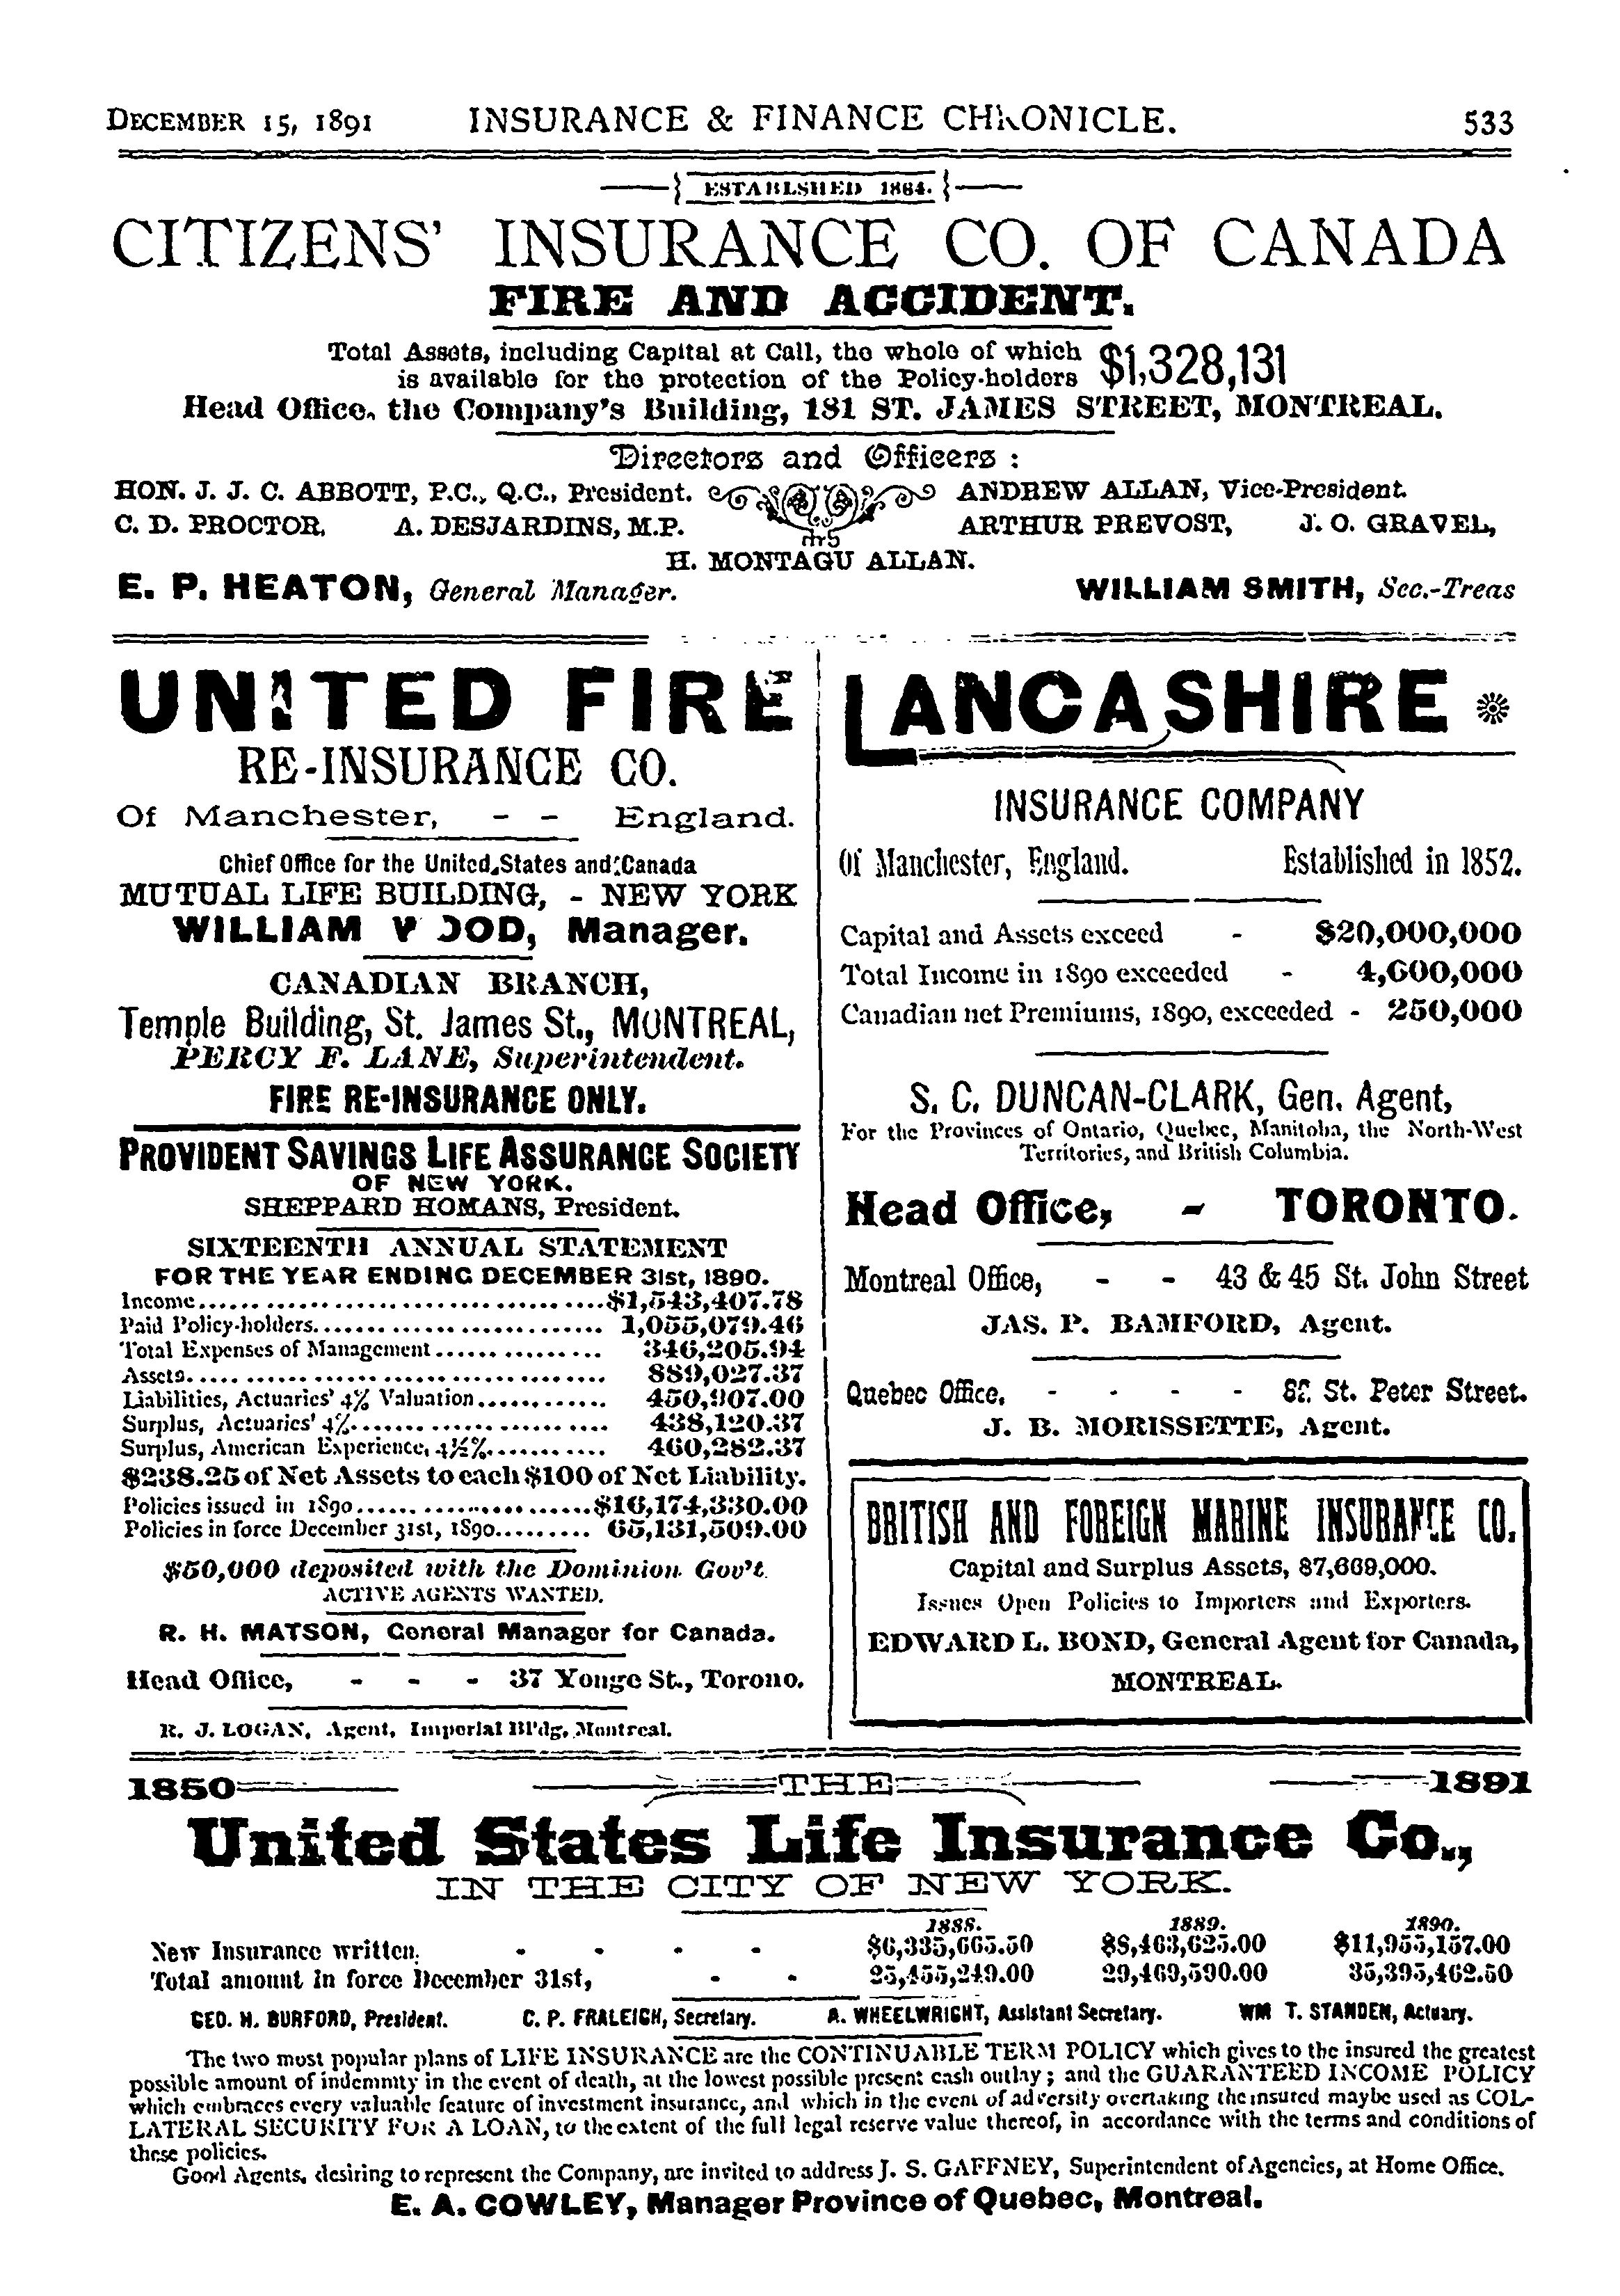 DECEMBER 15, 1891 INSURANCE & FINANCE CHRONICLE. 533
ESTABLSHED 1864.
CITIZENS' INSURANCE CO. OF CANADA
FIRE AND ACCIDENT.
Total Assets, including Capital at Call, the whole of which
is available for the protection of the Policy-holders $1,328,131
Head Office, the Company's Building, 181 ST. JAMES STREET, MONTREAL.
Directors and Officers :
HON. J. J. C. ABBOTT, P.C., Q.C., President. ANDREW ALLAN, Vice-President.
C. D. PROCTOR, A. DESJARDINS, M.P. ARTHUR PREVOST, J. O. GRAVEL,
H. MONTAGU ALLAN.
E. P. HEATON, General Manager. WILLIAM SMITH, Sec.-Treas
UNITED FIRE
RE-INSURANCE CO.
Of Manchester, - - England.
Chief Office for the United States and Canada
MUTUAL LIFE BUILDING, - NEW YORK
WILLIAM WOOD, Manager.
CANADIAN BRANCH,
Temple Building, St. James St., MONTREAL,
PERCY F. LANE, Superintendent.
FIRE RE-INSURANCE ONLY.
PROVIDENT SAVINGS LIFE ASSURANCE SOCIETY
OF NEW YORK.
SHEPPARD HOMANS, President.
SIXTEENTH ANNUAL STATEMENT
FOR THE YEAR ENDING DECEMBER 31st, 1890.
Income.......... $1,543,407.78
Paid Policy-holders.......... 1,055,079.46
Total Expenses of Management.......... 346,205.94
Assets.......... 889,027.37
Liabilities, Actuaries' 4% Valuation.......... 450,907.00
Surplus, Actuaries' 4%.......... 438,120.37
Surplus, American Experience, 4½%.......... 460,282.37
$238.25 of Net Assets to each $100 of Net Liability.
Policies issued in 1890.......... $16,174,330.00
Policies in force December 31st, 1890.......... 65,131,509.00
$50,000 deposited with the Dominion Gov't.
ACTIVE AGENTS WANTED.
R. H. MATSON, General Manager for Canada.
Head Office, - - - 37 Yonge St., Torono.
R. J. LOGAN, Agent, Imperial Bl'dg, Montreal.
LANCASHIRE
INSURANCE COMPANY
Of Manchester, England. Established in 1852.
Capital and Assets exceed - $20,000,000
Total Income in 1890 exceeded - 4,600,000
Canadian net Premiums, 1890, exceeded - 250,000
S. C. DUNCAN-CLARK, Gen. Agent,
For the Provinces of Ontario, Quebec, Manitoba, the North-West
Territories, and British Columbia.
Head Office, - TORONTO.
Montreal Office, - - 43 & 45 St. John Street
JAS. P. BAMFORD, Agent.
Quebec Office, - - - - St. Peter Street.
J. B. MORISSETTE, Agent.
BRITISH AND FOREIGN MARINE INSURANCE CO.
Capital and Surplus Assets, $7,669,000.
Issues Open Policies to Importers and Exporters.
EDWARD L. BOND, General Agent for Canada,
MONTREAL.
1850 THE 1891
United States Life Insurance Co.,
IN THE CITY OF NEW YORK.
1888. 1889. 1890.
New Insurance written, - - - - $6,335,665.50 $8,463,625.00 $11,955,157.00
Total amount in force December 31st, - - 25,455,249.00 29,469,590.00 35,395,462.50
GEO. H. BURFORD, President. C. P. FRALEIGH, Secretary. A. WHEELWRIGHT, Assistant Secretary. WM T. STANDEN, Actuary.
The two most popular plans of LIFE INSURANCE are the CONTINUABLE TERM POLICY which gives to the insured the greatest
possible amount of indemnity in the event of death, at the lowest possible present cash outlay ; and the GUARANTEED INCOME POLICY
which embraces every valuable feature of investment insurance, and which in the event of adversity overtaking the insured may be used as COL-
LATERAL SECURITY FOR A LOAN, to the extent of the full legal reserve value thereof, in accordance with the terms and conditions of
these policies.
Good Agents, desiring to represent the Company, are invited to address J. S. GAFFNEY, Superintendent of Agencies, at Home Office.
E. A. COWLEY, Manager Province of Quebec, Montreal.